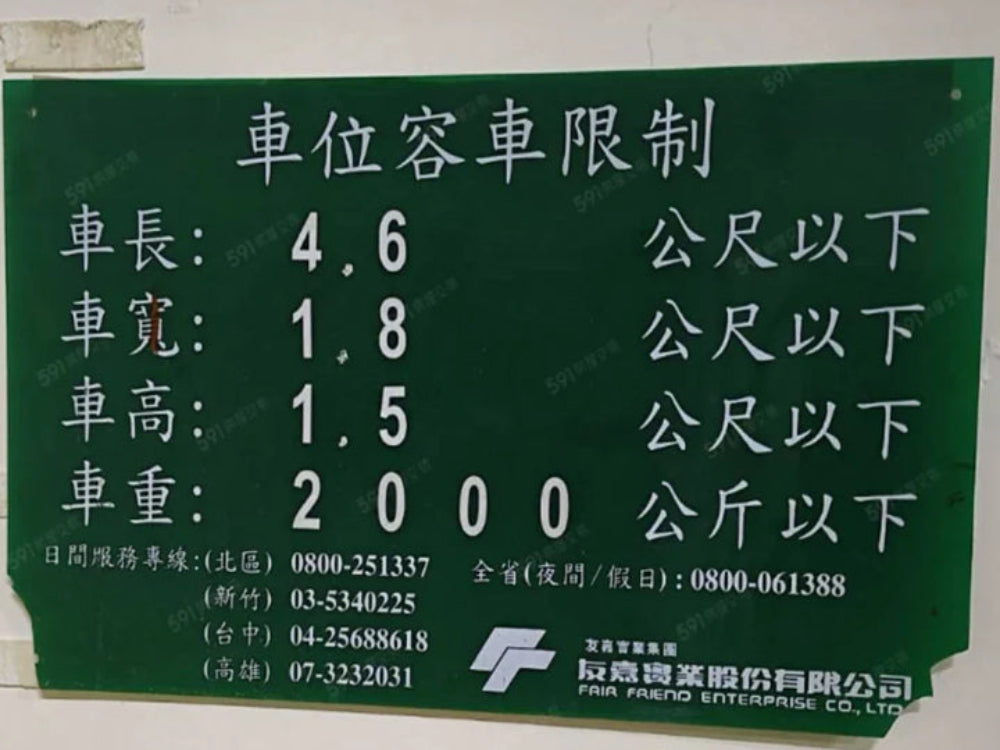 車位容車限制
車長: 4.6 公尺以下
車寬: 1.8 公尺以下
車高: 1.5 公尺以下
車重: 2000 公斤以下
日間服務專線:(北區) 0800-251337 全省(夜間/假日):0800-061388
(新竹) 03-5340225
(台中) 04-25688618
(高雄) 07-3232031
友嘉實業集團
友嘉實業股份有限公司
FAIR FRIEND ENTERPRISE CO., LTD